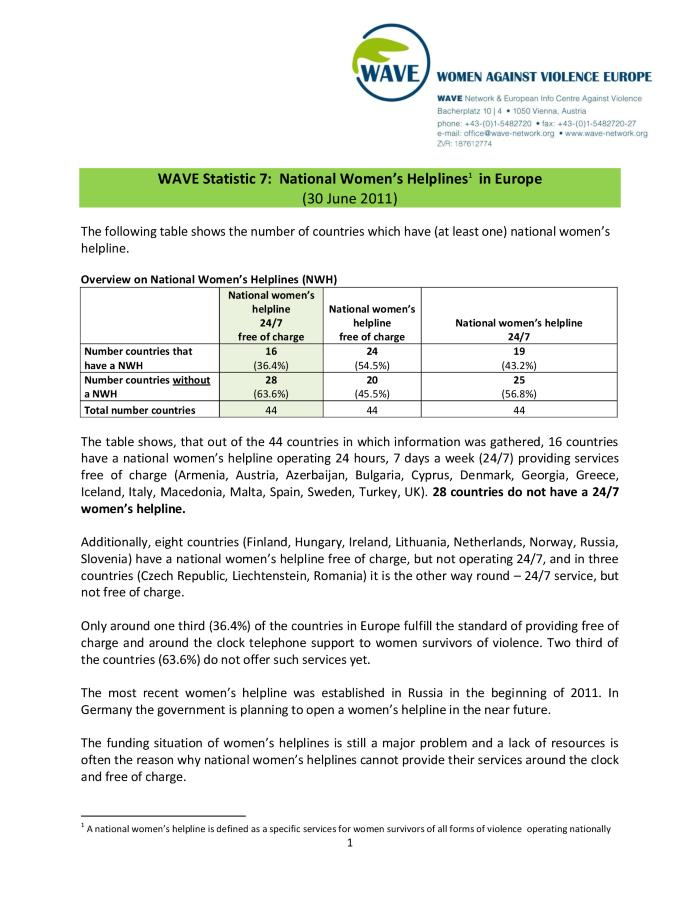 WAVE
WOMEN AGAINST VIOLENCE EUROPE
WAVE Network & European Info Centre Against Violence
Bacherplatz 10 | 4 • 1050 Vienna, Austria
phone: +43-(0)1-5482720 • fax: +43-(0)1-5482720-27
e-mail: office@wave-network.org • www.wave-network.org
ZVR: 187612774
WAVE Statistic 7: National Women's Helplines¹ in Europe
(30 June 2011)
The following table shows the number of countries which have (at least one) national women's
helpline.
Overview on National Women's Helplines (NWH)
National women's
helpline
24/7
free of charge
National women's
helpline
free of charge
National women's helpline
24/7
Number countries that
have a NWH
16
(36.4%)
24
(54.5%)
19
(43.2%)
Number countries without
a NWH
28
(63.6%)
20
(45.5%)
25
(56.8%)
Total number countries 44 44 44
The table shows, that out of the 44 countries in which information was gathered, 16 countries
have a national women's helpline operating 24 hours, 7 days a week (24/7) providing services
free of charge (Armenia, Austria, Azerbaijan, Bulgaria, Cyprus, Denmark, Georgia, Greece,
Iceland, Italy, Macedonia, Malta, Spain, Sweden, Turkey, UK). 28 countries do not have a 24/7
women's helpline.
Additionally, eight countries (Finland, Hungary, Ireland, Lithuania, Netherlands, Norway, Russia,
Slovenia) have a national women's helpline free of charge, but not operating 24/7, and in three
countries (Czech Republic, Liechtenstein, Romania) it is the other way round – 24/7 service, but
not free of charge.
Only around one third (36.4%) of the countries in Europe fulfill the standard of providing free of
charge and around the clock telephone support to women survivors of violence. Two third of
the countries (63.6%) do not offer such services yet.
The most recent women's helpline was established in Russia in the beginning of 2011. In
Germany the government is planning to open a women's helpline in the near future.
The funding situation of women's helplines is still a major problem and a lack of resources is
often the reason why national women's helplines cannot provide their services around the clock
and free of charge.
¹ A national women's helpline is defined as a specific services for women survivors of all forms of violence operating nationally
1